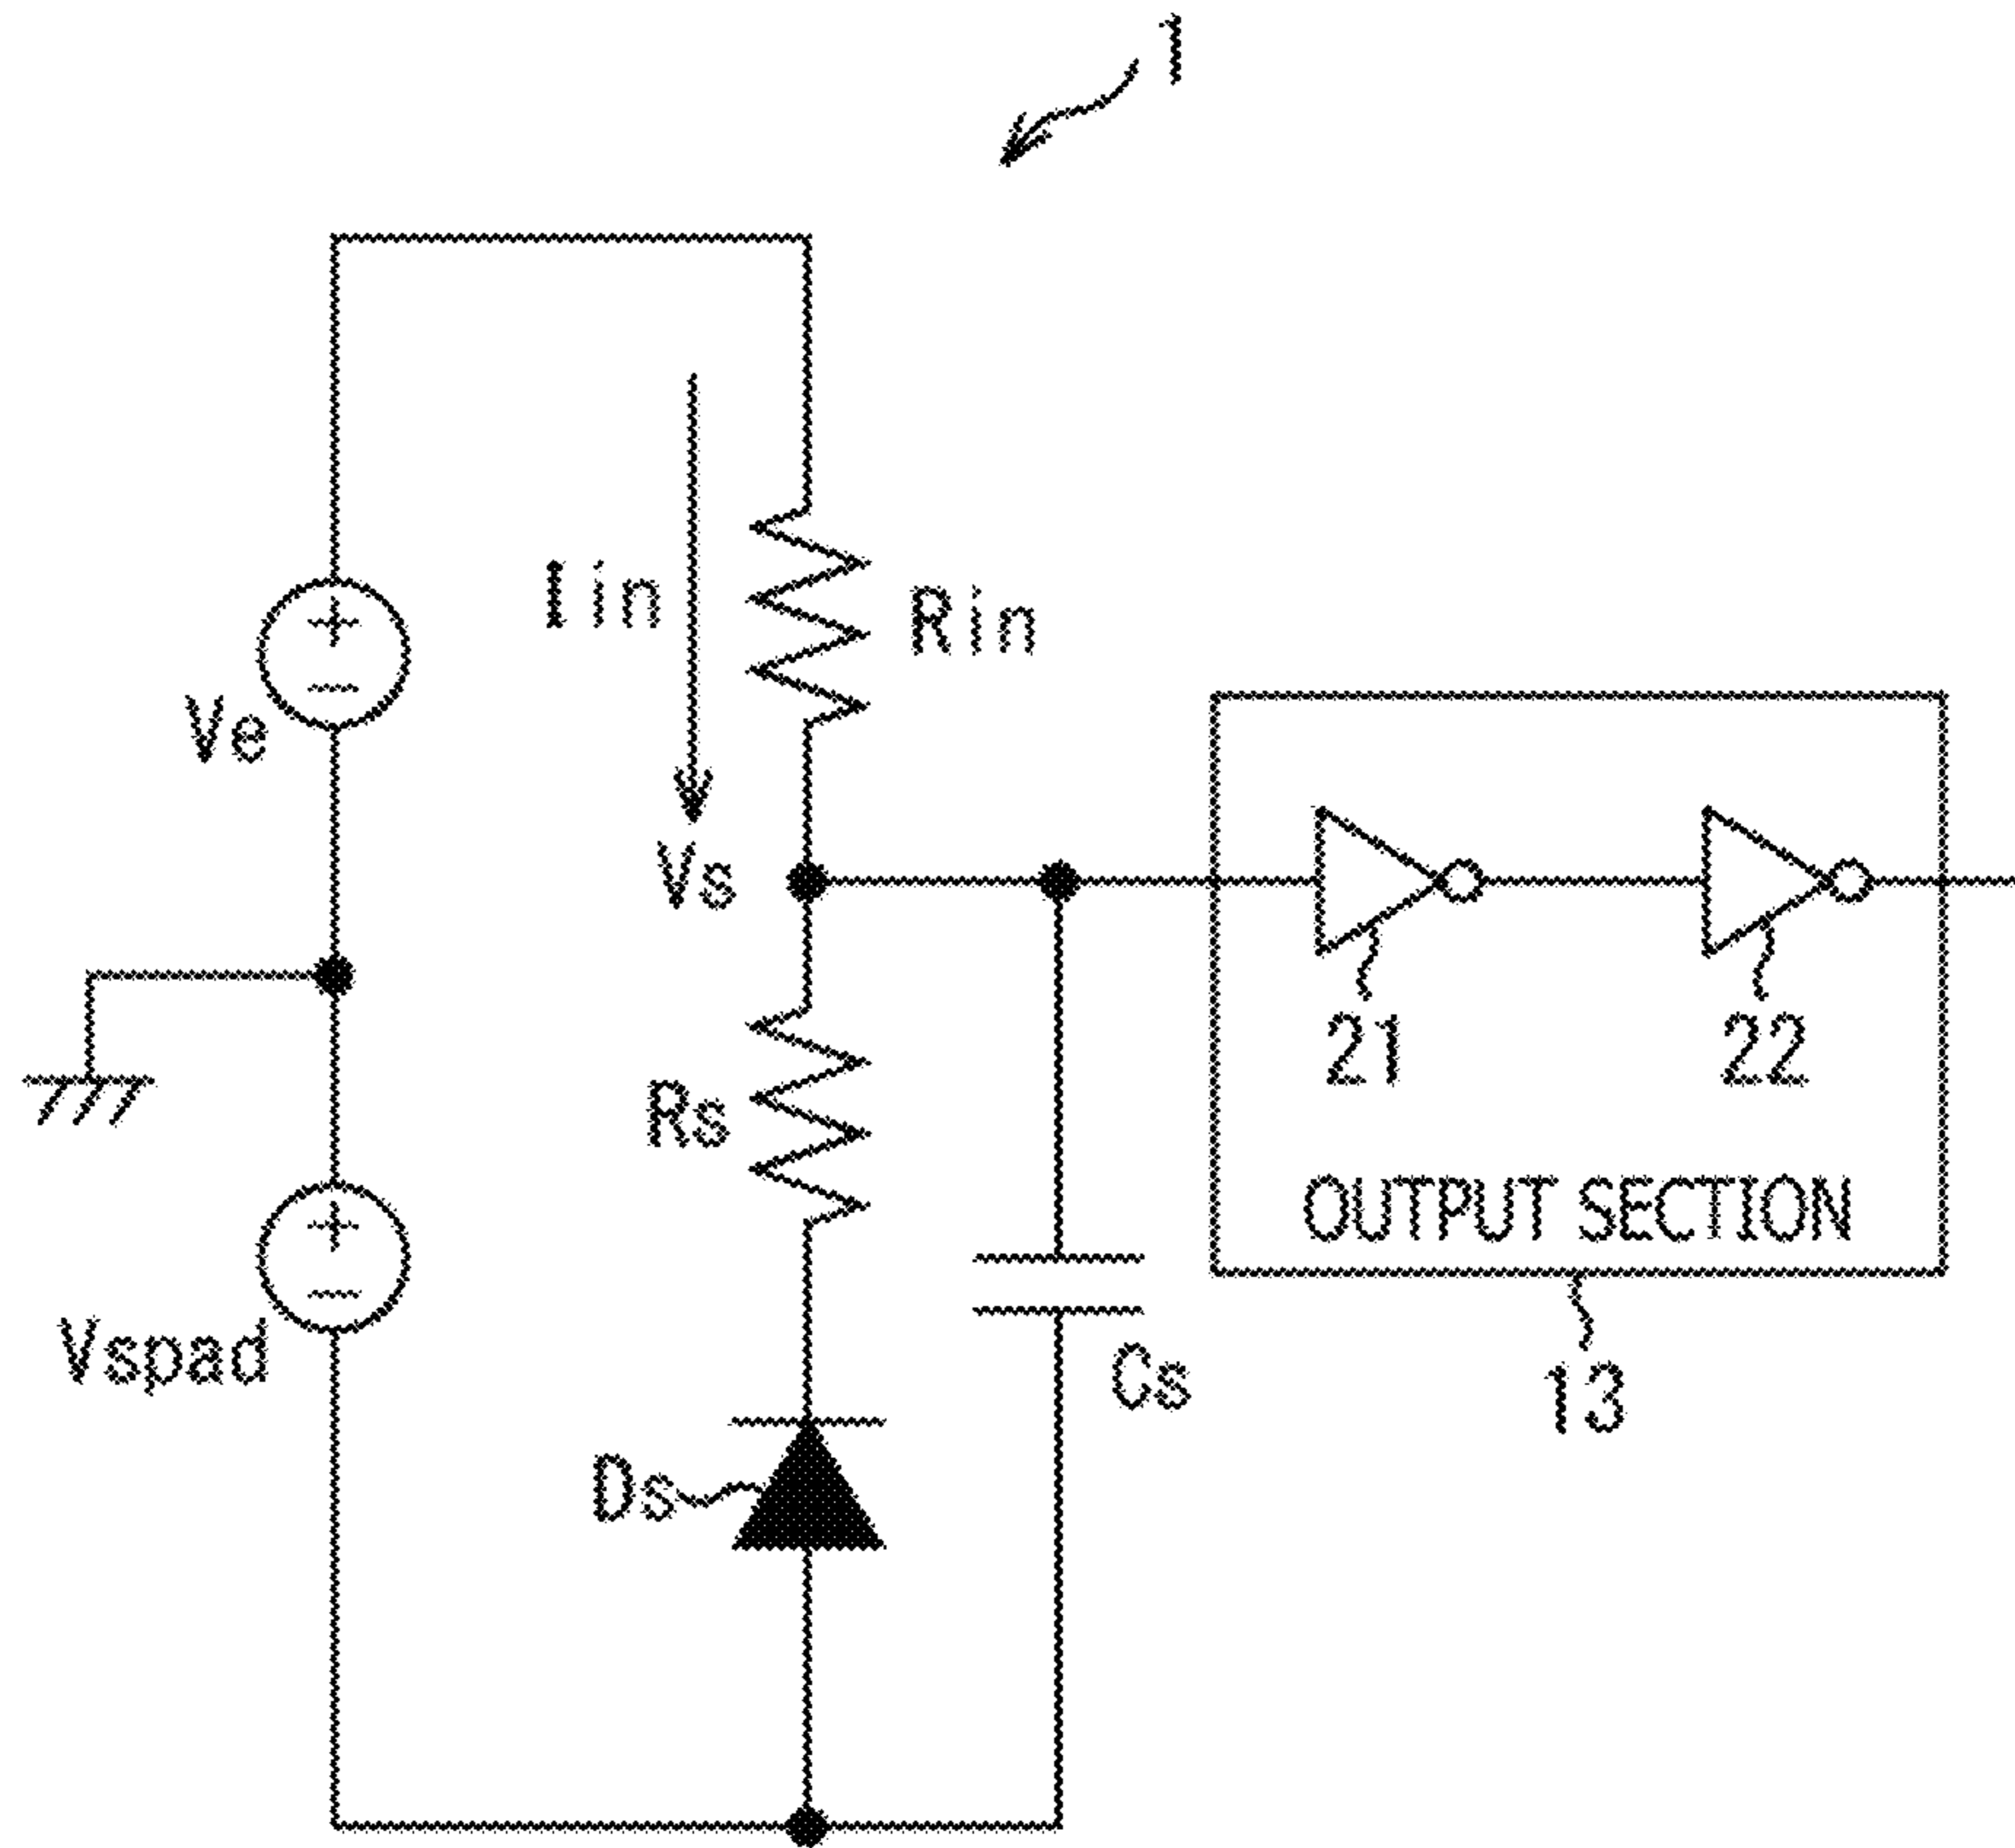 1
Iin
Rin
Ve
Vs
21
22
Rs
OUTPUT SECTION
Vspad
Cs
13
Ds